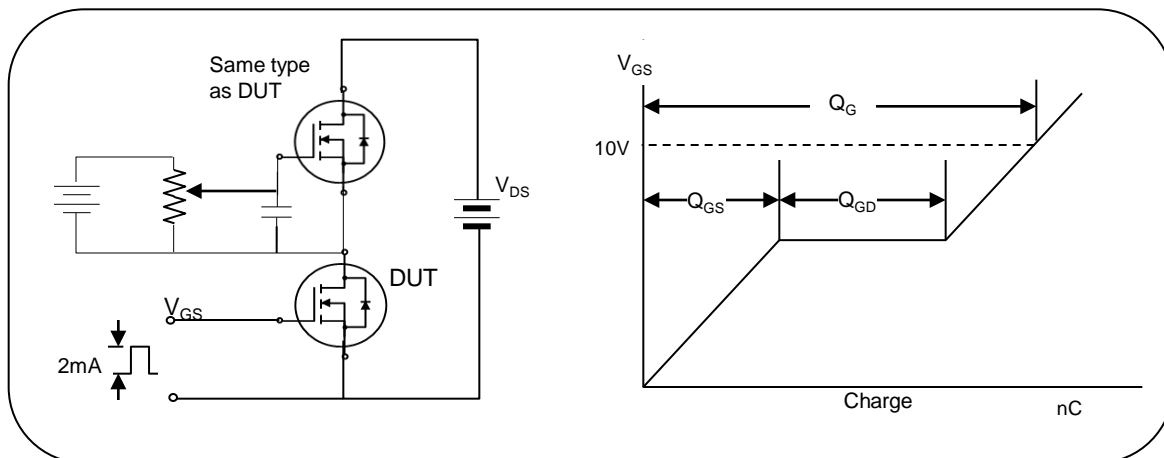 Same type
as DUT
V_DS
DUT
V_GS
2mA
V_GS
Q_G
10V
Q_GS
Q_GD
Charge
nC